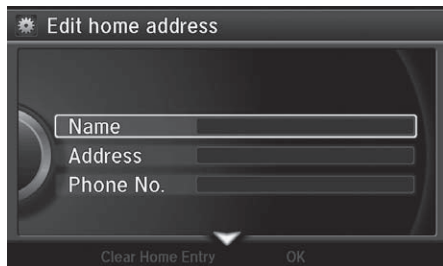 Edit home address
Name
Address
Phone No.
Clear Home Entry OK